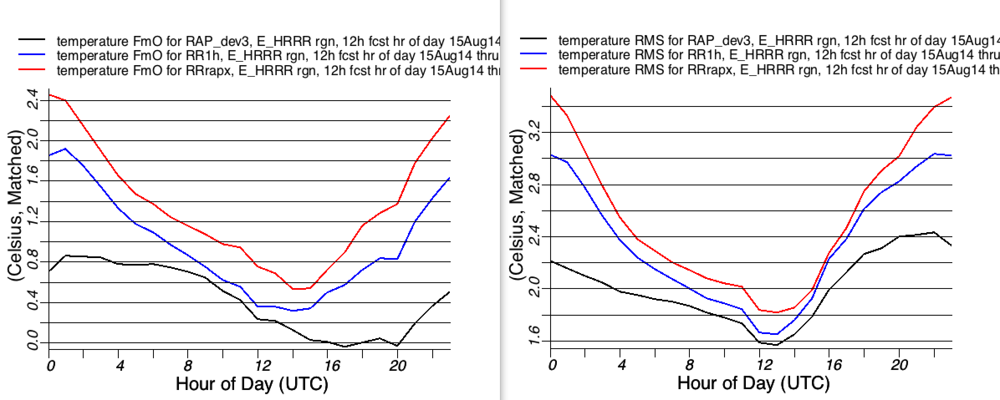 temperature FmO for RAP_dev3, E_HRRR rgn, 12h fcst hr of day 15Aug14
temperature FmO for RR1h, E_HRRR rgn, 12h fcst hr of day 15Aug14 thru
temperature FmO for RRrapx, E_HRRR rgn, 12h fcst hr of day 15Aug14 thr
(Celsius, Matched)
2.4
2.0
1.6
1.2
0.8
0.4
0.0
0 4 8 12 16 20
Hour of Day (UTC)
temperature RMS for RAP_dev3, E_HRRR rgn, 12h fcst hr of day 15Aug14
temperature RMS for RR1h, E_HRRR rgn, 12h fcst hr of day 15Aug14 thru
temperature RMS for RRrapx, E_HRRR rgn, 12h fcst hr of day 15Aug14 th
(Celsius, Matched)
3.2
2.8
2.4
2.0
1.6
0 4 8 12 16 20
Hour of Day (UTC)